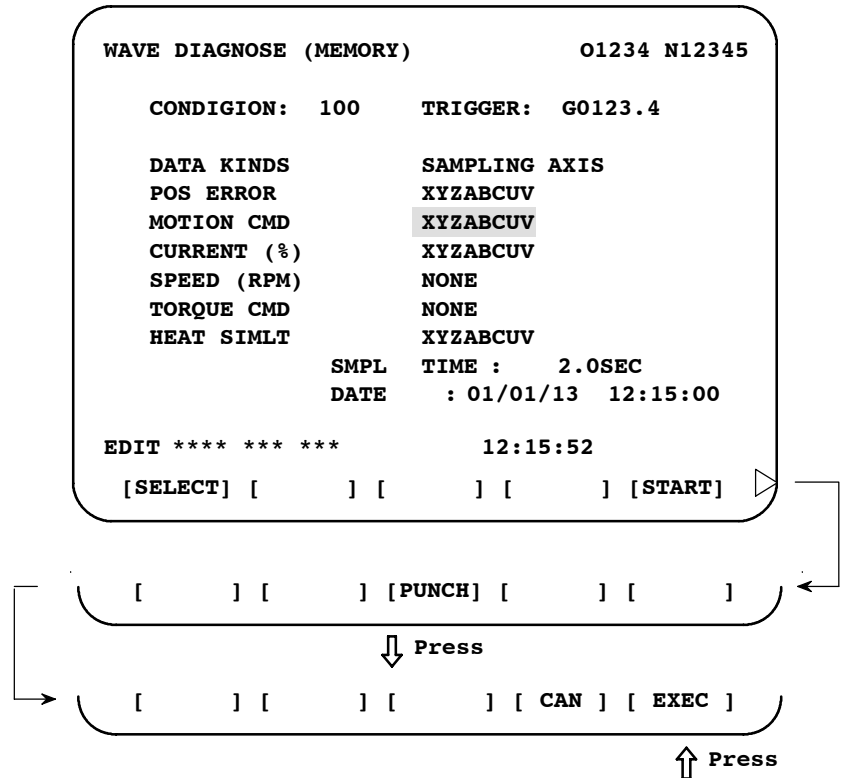 WAVE DIAGNOSE (MEMORY) O1234 N12345
CONDIGION: 100 TRIGGER: G0123.4
DATA KINDS SAMPLING AXIS
POS ERROR XYZABCUV
MOTION CMD XYZABCUV
CURRENT (%) XYZABCUV
SPEED (RPM) NONE
TORQUE CMD NONE
HEAT SIMLT XYZABCUV
SMPL TIME : 2.0SEC
DATE : 01/01/13 12:15:00
EDIT **** *** *** 12:15:52
[SELECT] [ ] [ ] [ ] [START]
[ ] [ ] [PUNCH] [ ] [ ]
Press
[ ] [ ] [ ] [ CAN ] [ EXEC ]
Press